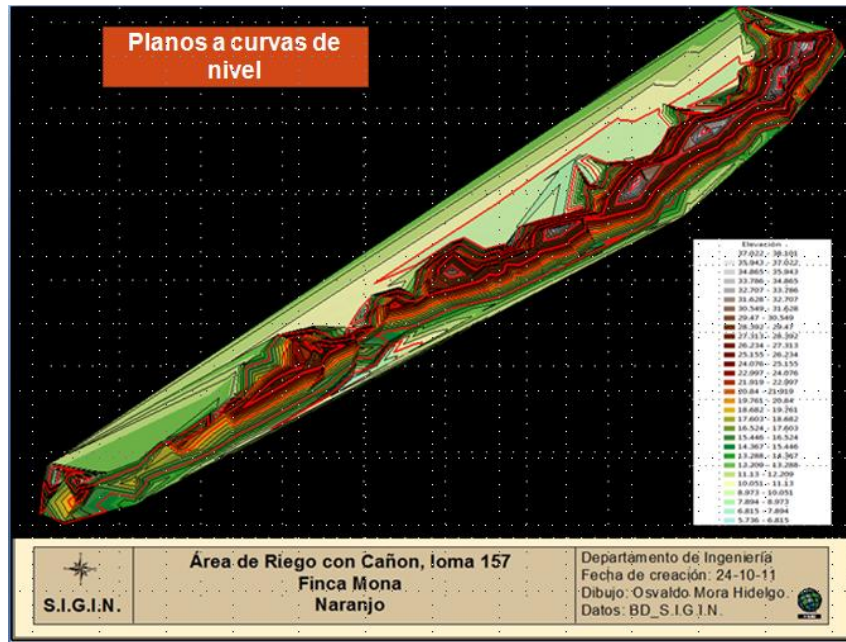 Planos a curvas de
nivel
Elevación
37.022 - 38.101
35.943 - 37.022
34.865 - 35.943
33.786 - 34.865
32.707 - 33.786
31.628 - 32.707
30.549 - 31.628
29.47 - 30.549
28.392 - 29.47
27.313 - 28.392
26.234 - 27.313
25.155 - 26.234
24.076 - 25.155
22.997 - 24.076
21.919 - 22.997
20.84 - 21.919
19.761 - 20.84
18.682 - 19.761
17.603 - 18.682
16.524 - 17.603
15.446 - 16.524
14.367 - 15.446
13.288 - 14.367
12.209 - 13.288
11.13 - 12.209
10.051 - 11.13
8.973 - 10.051
7.894 - 8.973
6.815 - 7.894
5.736 - 6.815
S.I.G.I.N.
Área de Riego con Cañon, loma 157
Finca Mona
Naranjo
Departamento de Ingeniería
Fecha de creación: 24-10-11
Dibujo: Osvaldo Mora Hidelgo.
Datos: BD_S.I.G.I.N.